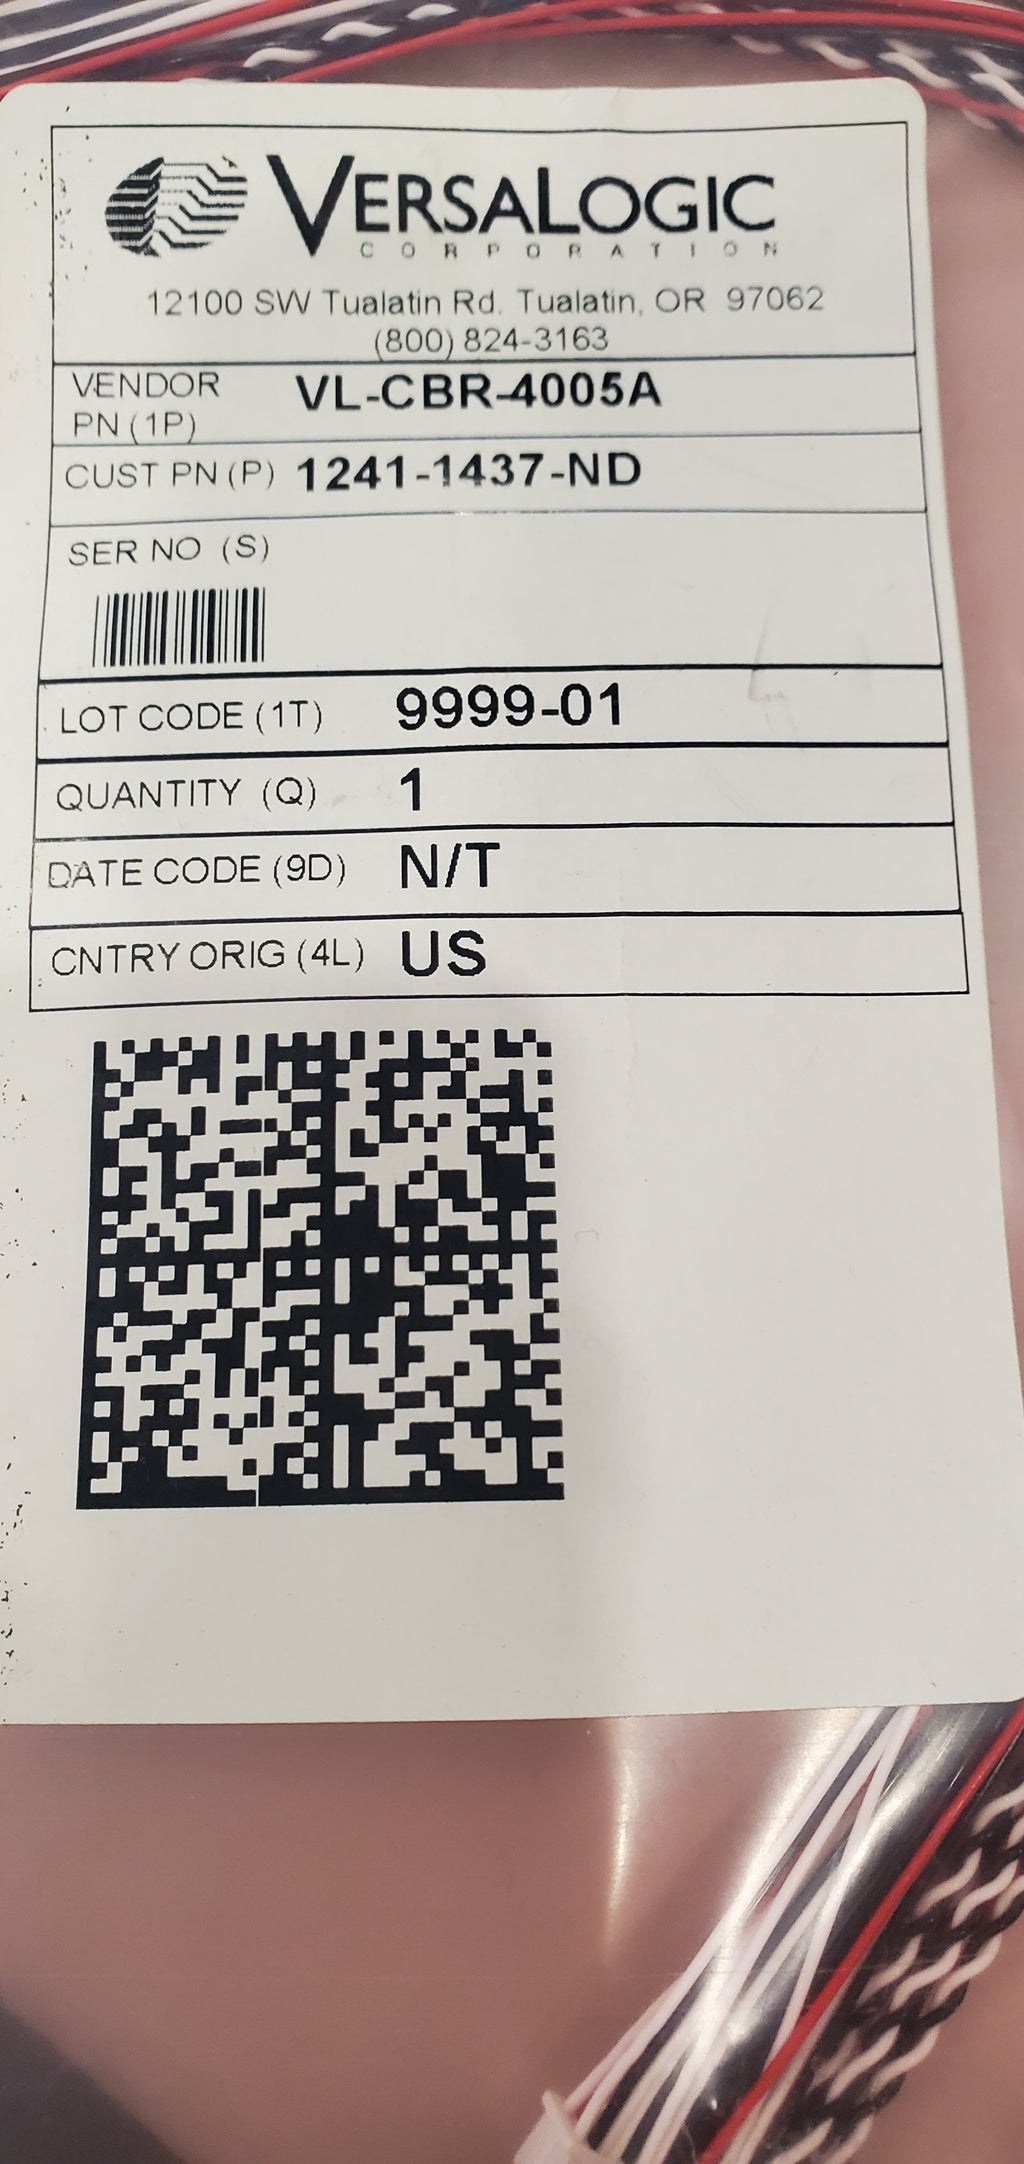 VERSALOGIC
CORPORATION
12100 SW Tualatin Rd. Tualatin, OR 97062
(800) 824-3163
VENDOR PN (1P) VL-CBR-4005A
CUST PN (P) 1241-1437-ND
SER NO (S)
LOT CODE (1T) 9999-01
QUANTITY (Q) 1
DATE CODE (9D) N/T
CNTRY ORIG (4L) US